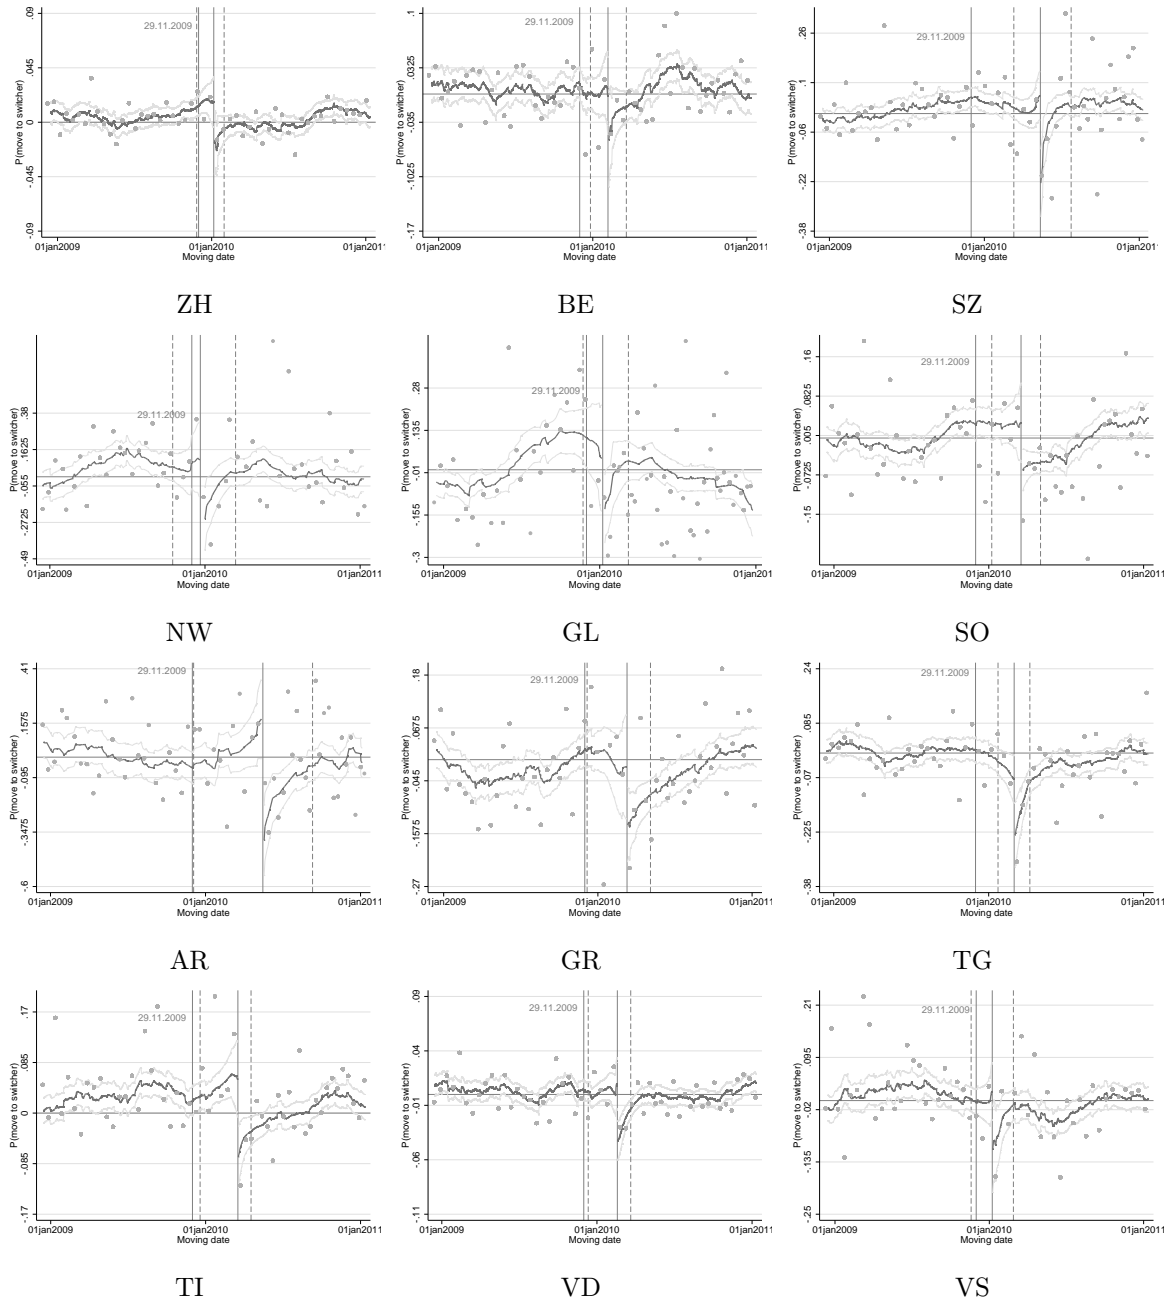 .09
.045
0
-.045
-.09
P(move to switcher)
29.11.2009
01jan2009
01jan2010
01jan201
Moving date
ZH
.1
.0325
-.035
-.1025
-.17
P(move to switcher)
29.11.2009
01jan2009
01jan2010
01jan2011
Moving date
BE
.26
.1
-.06
-.22
-.38
P(move to switcher)
29.11.2009
01jan2009
01jan2010
01jan201
Moving date
SZ
.38
.1625
-.055
-.2725
-.49
P(move to switcher)
29.11.2009
01jan2009
01jan2010
01jan2011
Moving date
NW
.28
.135
-.01
-.155
-.3
P(move to switcher)
29.11.2009
01jan2009
01jan2010
01jan201
Moving date
GL
.16
.0825
.005
-.0725
-.15
P(move to switcher)
29.11.2009
01jan2009
01jan2010
01jan2011
Moving date
SO
.41
.1575
-.095
-.3475
-.6
P(move to switcher)
29.11.2009
01jan2009
01jan2010
01jan2011
Moving date
AR
.18
.0675
-.045
-.1575
-.27
P(move to switcher)
29.11.2009
01jan2009
01jan2010
01jan2011
Moving date
GR
.24
.085
-.07
-.225
-.38
P(move to switcher)
29.11.2009
01jan2009
01jan2010
01jan2011
Moving date
TG
.17
.085
0
-.085
-.17
P(move to switcher)
29.11.2009
01jan2009
01jan2010
01jan2011
Moving date
TI
.09
.04
-.01
-.06
-.11
P(move to switcher)
29.11.2009
01jan2009
01jan2010
01jan2011
Moving date
VD
.21
.095
-.02
-.135
-.25
P(move to switcher)
29.11.2009
01jan2009
01jan2010
01jan2011
Moving date
VS